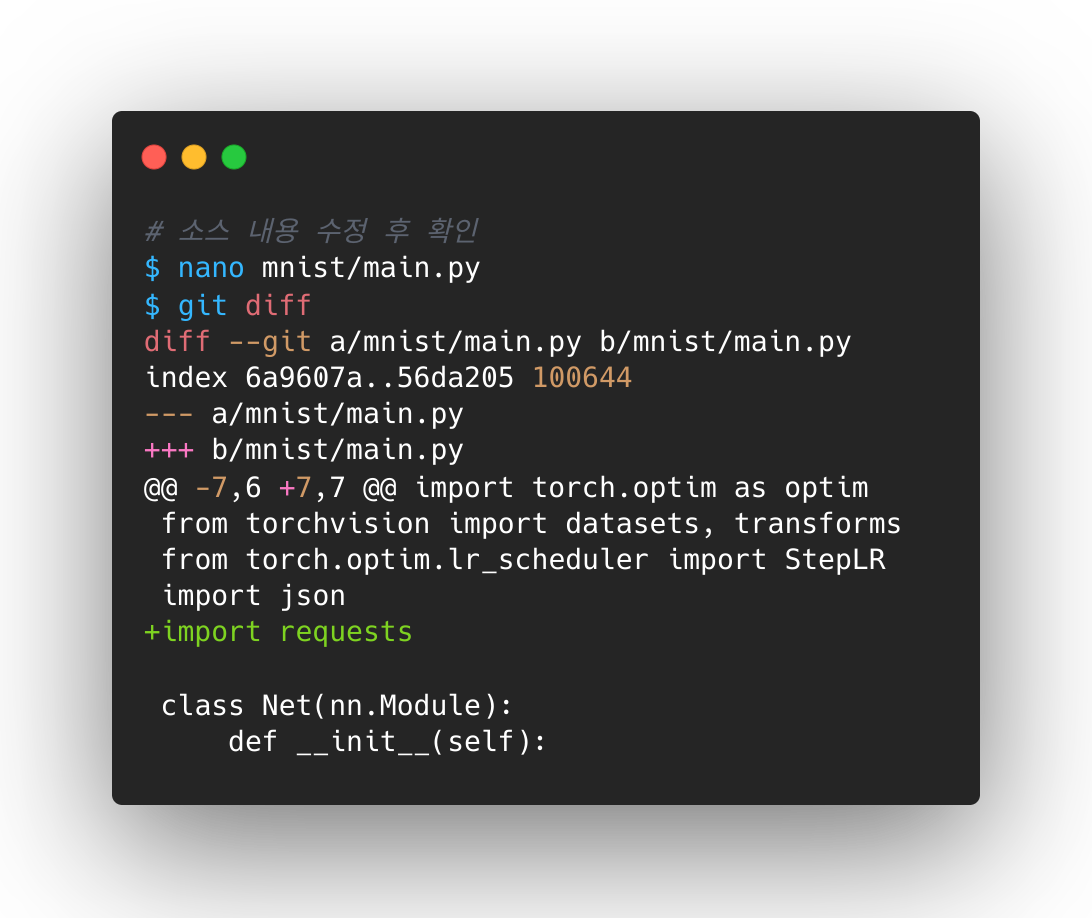 # 소스 내용 수정 후 확인
$ nano mnist/main.py
$ git diff
diff --git a/mnist/main.py b/mnist/main.py
index 6a9607a..56da205 100644
--- a/mnist/main.py
+++ b/mnist/main.py
@@ -7,6 +7,7 @@ import torch.optim as optim
 from torchvision import datasets, transforms
 from torch.optim.lr_scheduler import StepLR
 import json
+import requests

 class Net(nn.Module):
     def __init__(self):